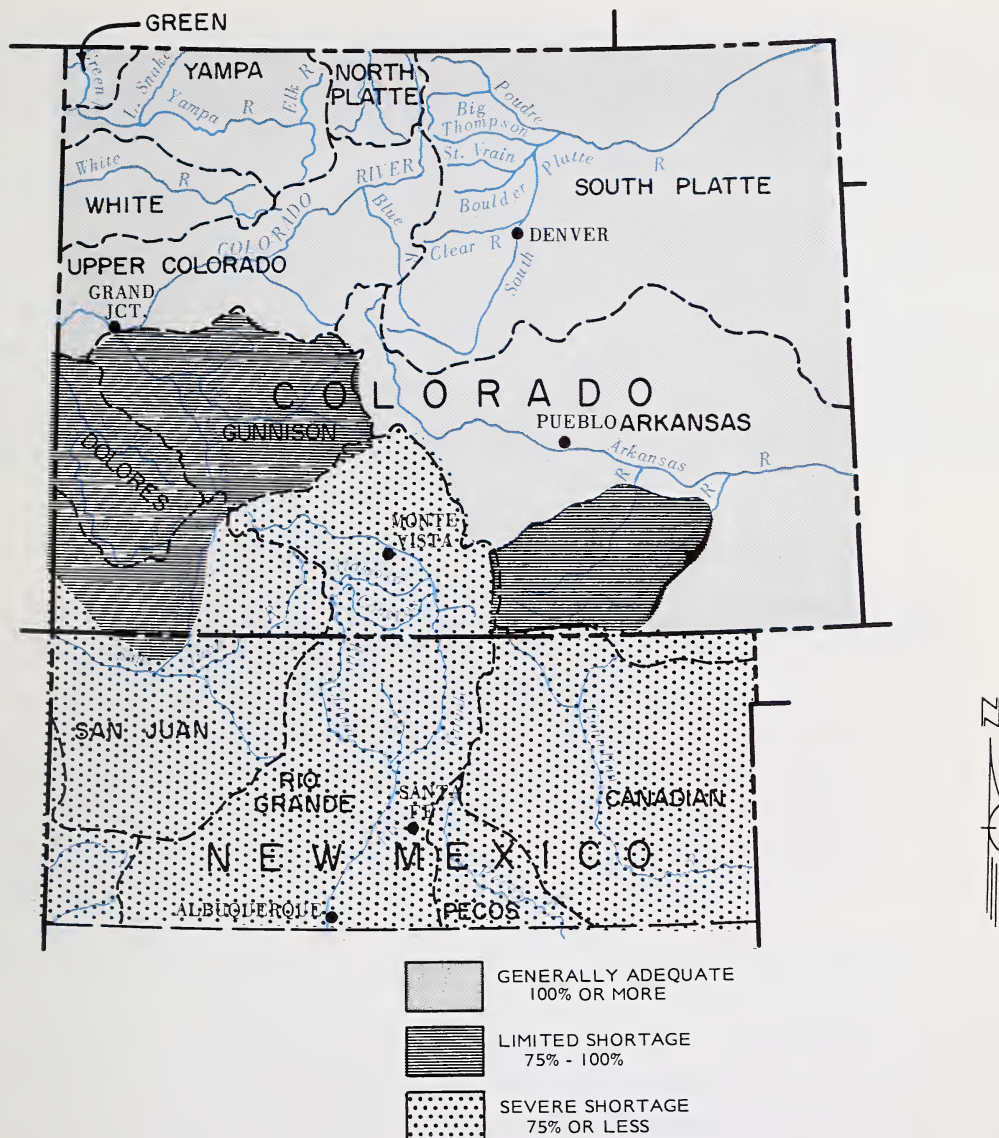 GREEN
YAMPA
NORTH
PLATTE
L. Snake
Yampa R
Elk R
Poudre
Big
Thompson
St. Vrain
Platte R
Boulder
SOUTH PLATTE
White R
WHITE
COLORADO RIVER
Blue R
Clear R
South
DENVER
UPPER COLORADO
GRAND
JCT.
COLORADO
GUNNISON
DOLORES
PUEBLO
ARKANSAS
Arkansas R
R
R
MONTE
VISTA
SAN JUAN
RIO
GRANDE
SANTA
FE
CANADIAN
NEW MEXICO
ALBUQUERQUE
PECOS
GENERALLY ADEQUATE
100% OR MORE
LIMITED SHORTAGE
75% - 100%
SEVERE SHORTAGE
75% OR LESS